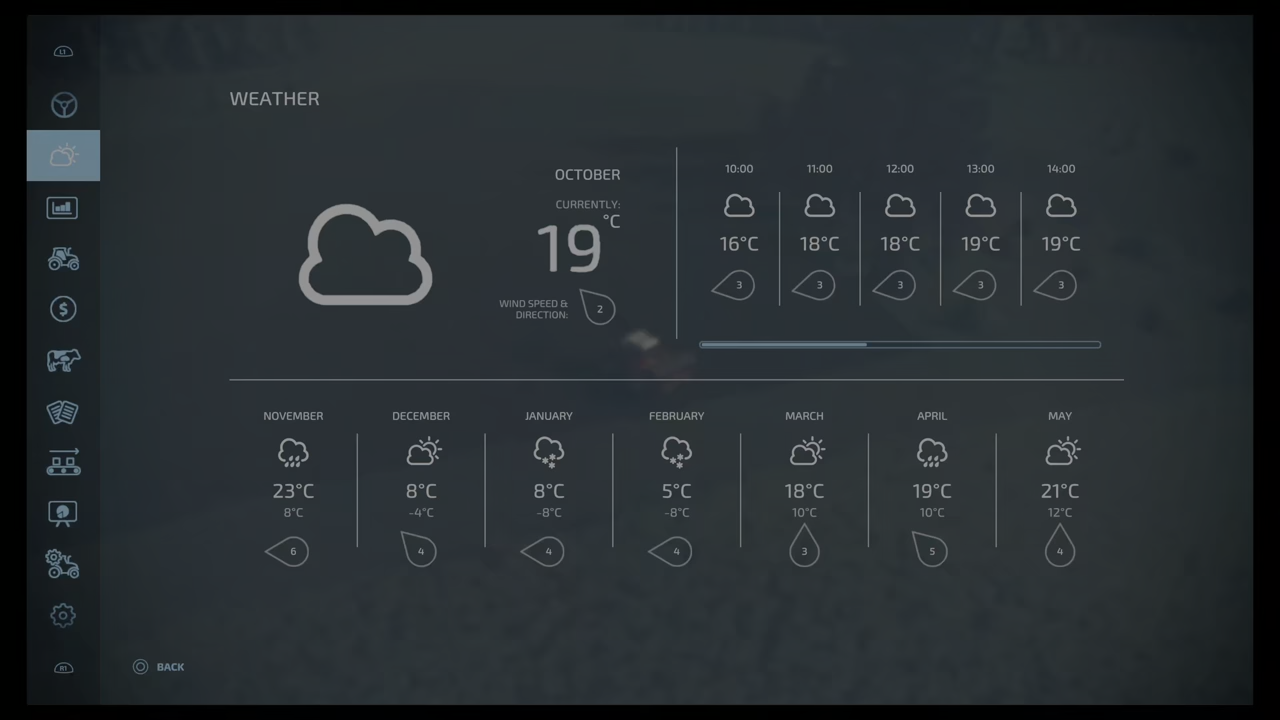 L1
WEATHER
OCTOBER
CURRENTLY:
19 °C
WIND SPEED &
DIRECTION:
2
10:00 11:00 12:00 13:00 14:00
16°C 18°C 18°C 19°C 19°C
3 3 3 3 3
NOVEMBER DECEMBER JANUARY FEBRUARY MARCH APRIL MAY
23°C 8°C 8°C 5°C 18°C 19°C 21°C
8°C -4°C -8°C -8°C 10°C 10°C 12°C
6 4 4 4 3 5 4
$
R1
BACK